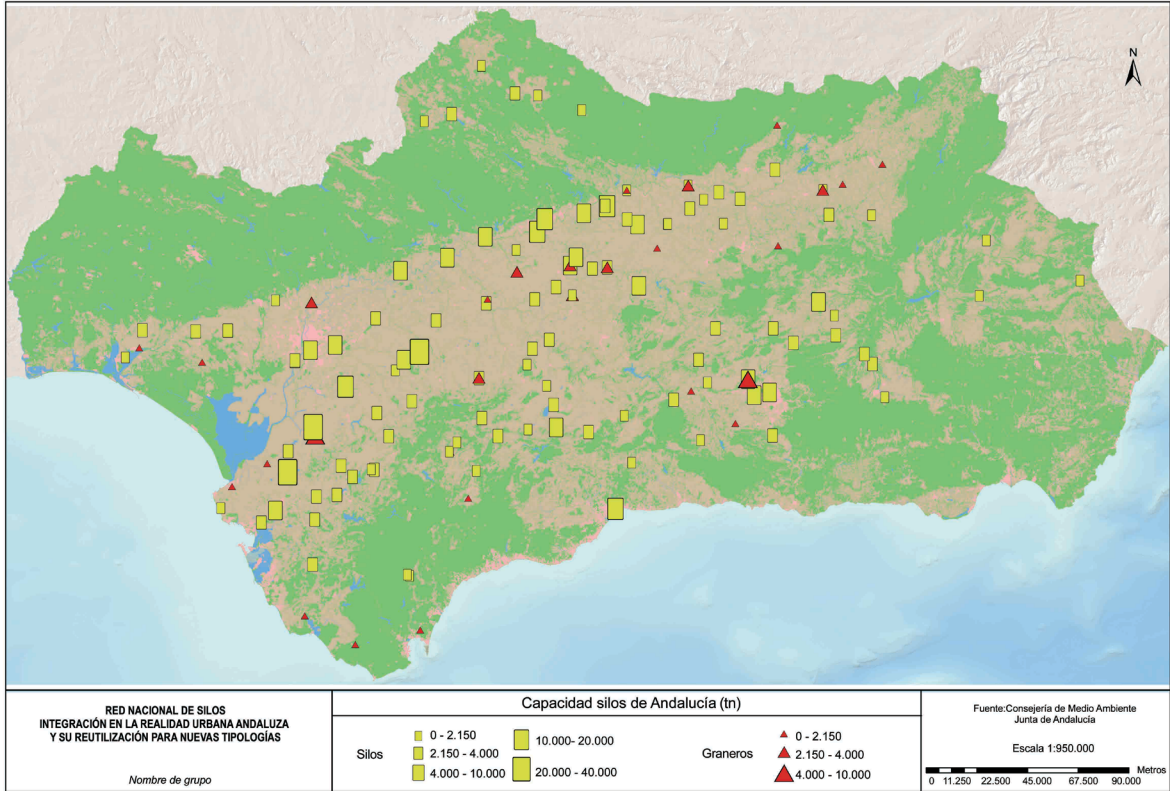 N
RED NACIONAL DE SILOS
INTEGRACIÓN EN LA REALIDAD URBANA ANDALUZA
Y SU REUTILIZACIÓN PARA NUEVAS TIPOLOGÍAS
Nombre de grupo
Capacidad silos de Andalucía (tn)
Silos
0 - 2.150
2.150 - 4.000
4.000 - 10.000
10.000- 20.000
20.000 - 40.000
Graneros
0 - 2.150
2.150 - 4.000
4.000 - 10.000
Fuente:Consejería de Medio Ambiente
Junta de Andalucía
Escala 1:950.000
Metros
0 11.250 22.500 45.000 67.500 90.000